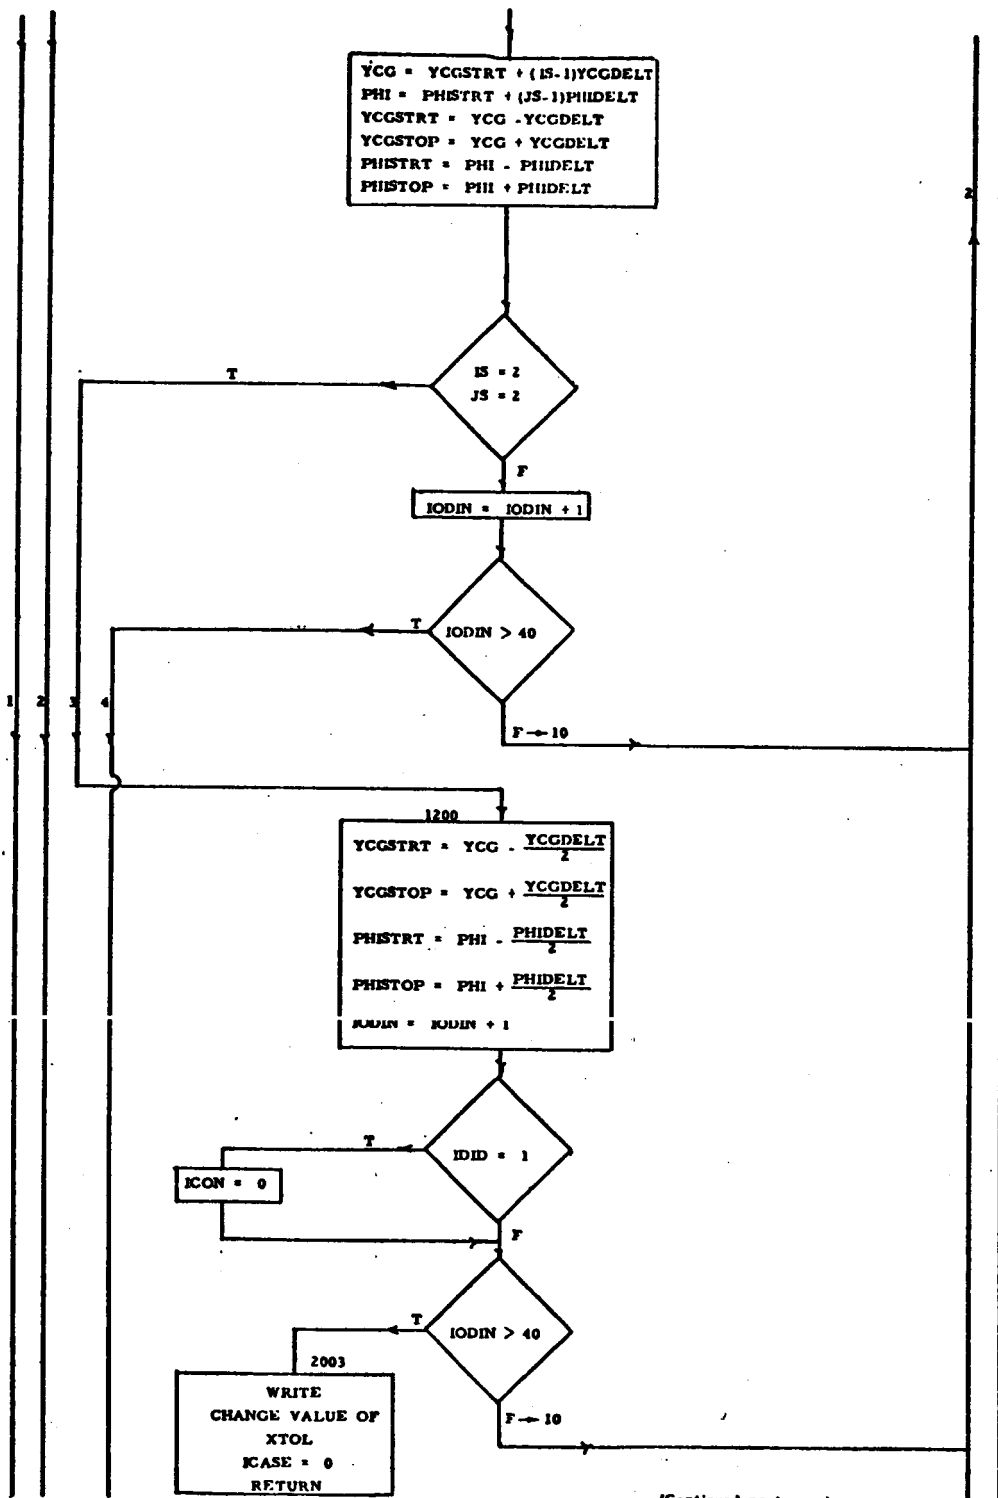 YCG = YCGSTRT + (IS-1)YCGDELT
PHI = PHISTRT + (JS-1)PHIDELT
YCGSTRT = YCG - YCGDELT
YCGSTOP = YCG + YCGDELT
PHISTRT = PHI - PHIDELT
PHISTOP = PHI + PHIDELT
2
IS = 2
JS = 2
T
F
IODIN = IODIN + 1
T
IODIN > 40
1 2 3 4
F → 10
1200
YCGSTRT = YCG - YCGDELT/2
YCGSTOP = YCG + YCGDELT/2
PHISTRT = PHI - PHIDELT/2
PHISTOP = PHI + PHIDELT/2
IODIN = IODIN + 1
T
IDID = 1
ICON = 0
F
T
IODIN > 40
2003
WRITE
CHANGE VALUE OF
XTOL
ICASE = 0
RETURN
F → 10